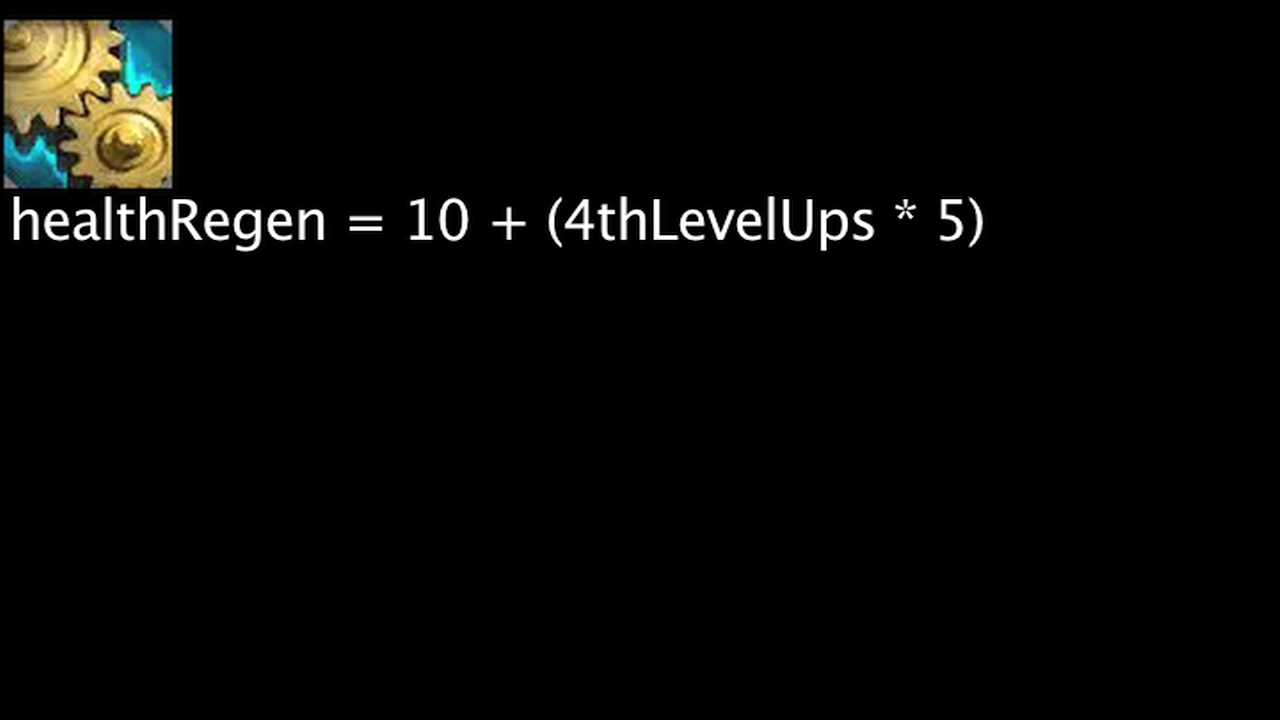 healthRegen = 10 + (4thLevelUps * 5)